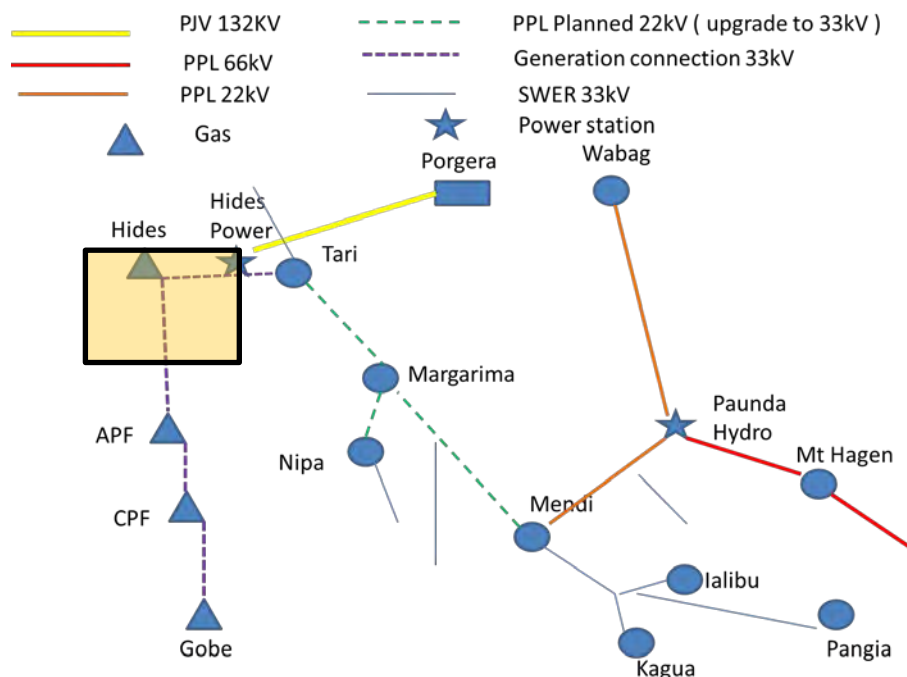 PJV 132KV
PPL Planned 22kV ( upgrade to 33kV )
PPL 66kV
Generation connection 33kV
PPL 22kV
SWER 33kV
Gas
Power station
Wabag
Porgera
Hides
Power
Hides
Tari
Margarima
Paunda
Hydro
APF
Nipa
Mt Hagen
CPF
Mendi
Ialibu
Gobe
Kagua
Pangia